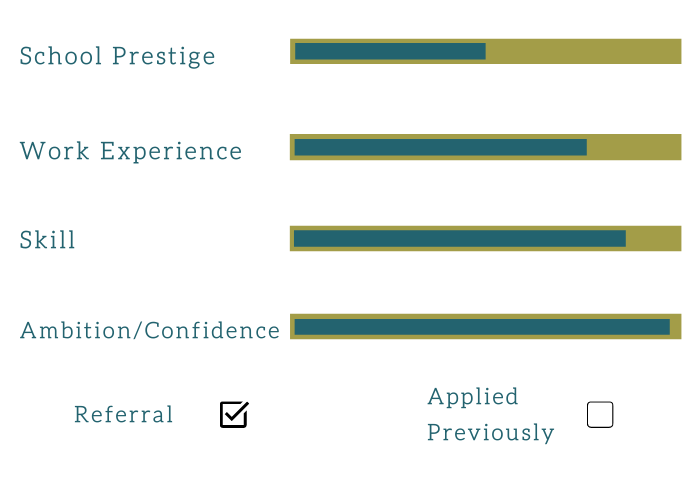 School Prestige
Work Experience
Skill
Ambition/Confidence
Referral
Applied
Previously